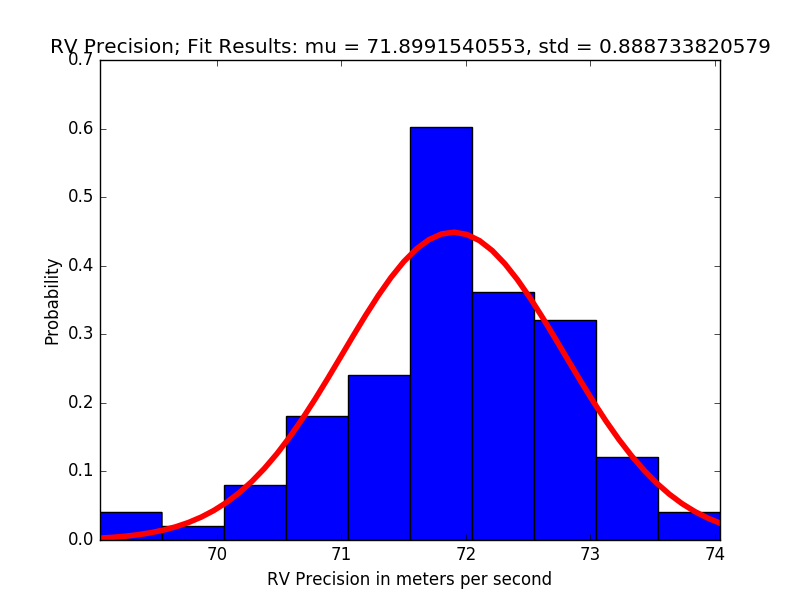 RV Precision; Fit Results: mu = 71.8991540553, std = 0.888733820579
0.7
0.6
0.5
0.4
0.3
0.2
0.1
0.0
Probability
70 71 72 73 74
RV Precision in meters per second